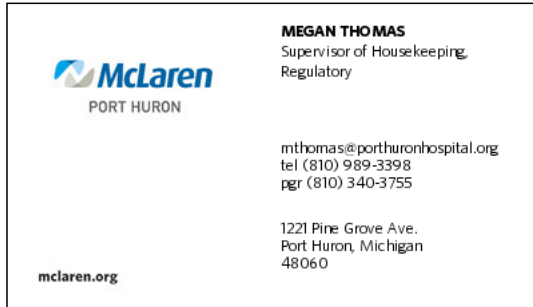 McLaren
PORT HURON
mclaren.org
MEGAN THOMAS
Supervisor of Housekeeping,
Regulatory
mthomas@porthuronhospital.org
tel (810) 989-3398
pgr (810) 340-3755
1221 Pine Grove Ave.
Port Huron, Michigan
48060